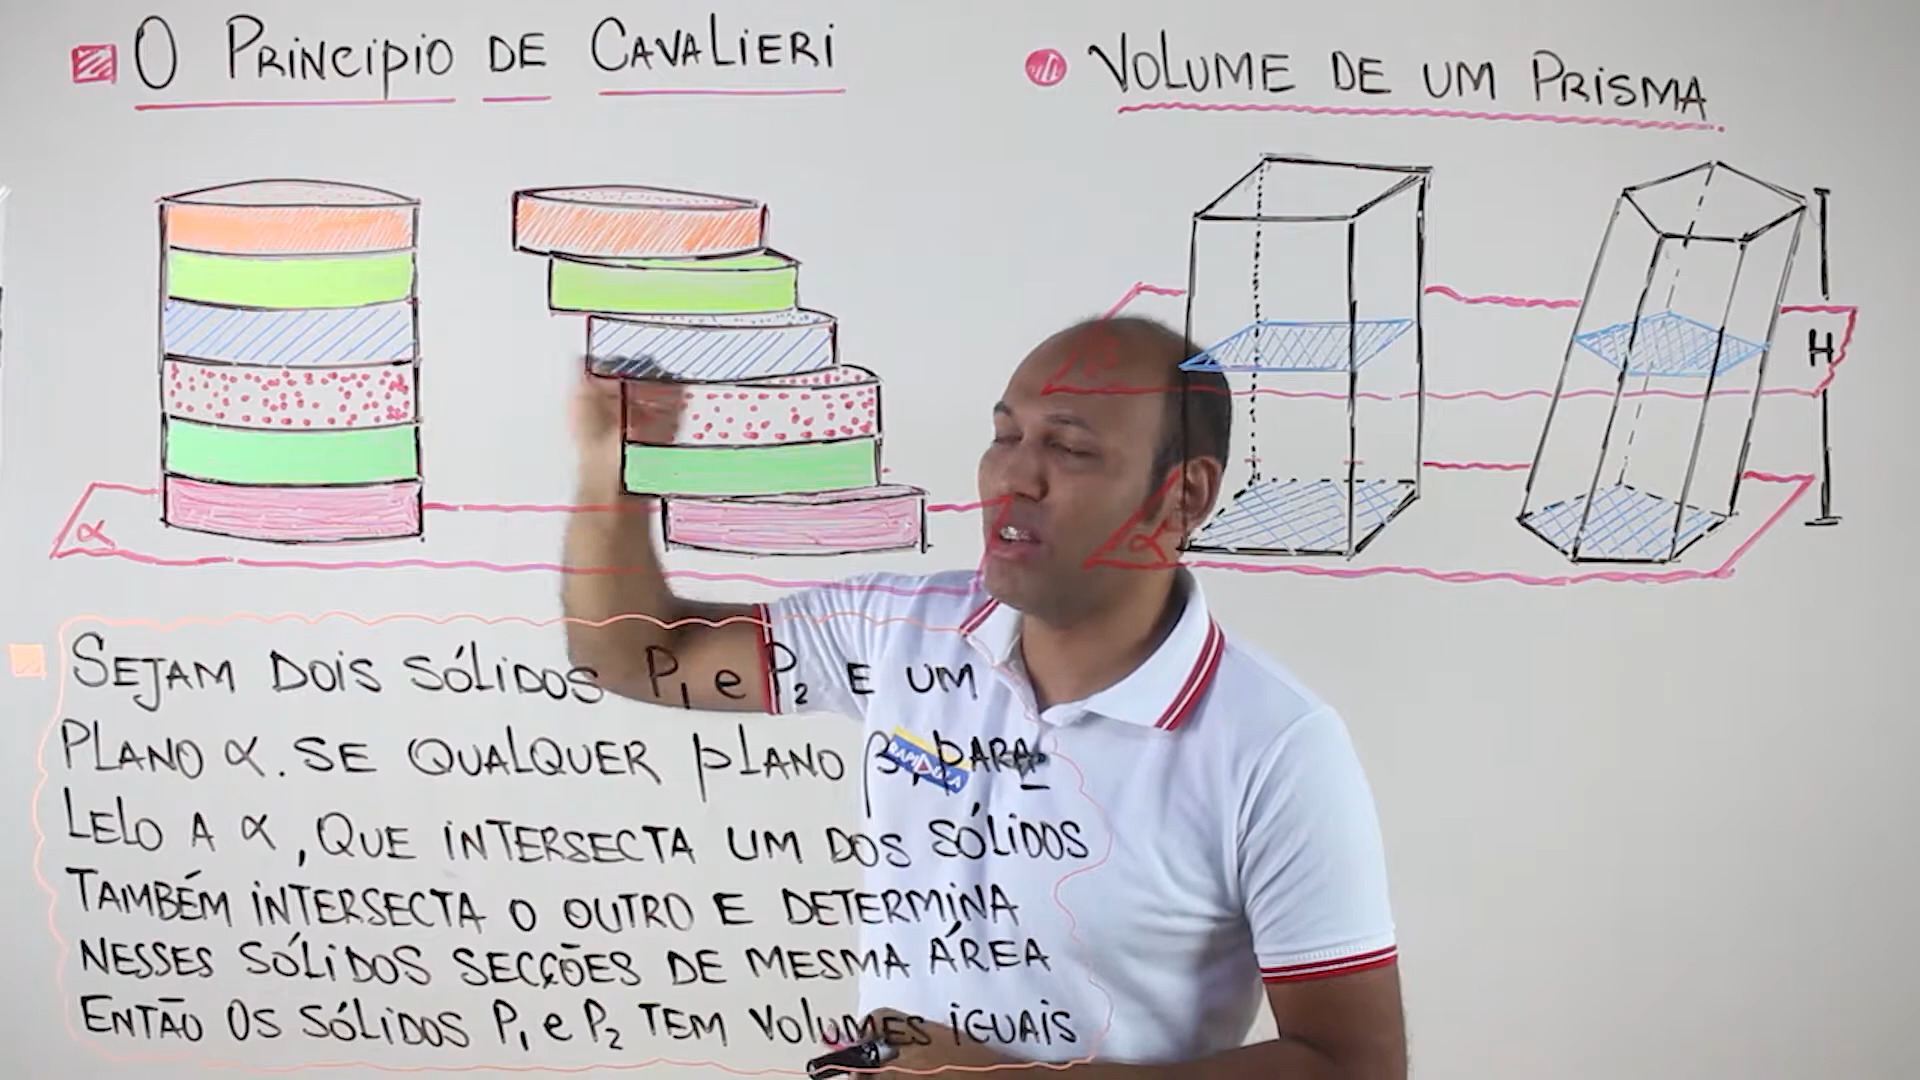 O PRINCIPIO DE CAVALIERI
VOLUME DE UM PRISMA
β
H
α
α
SEJAM DOIS SÓLIDOS P₁ e P₂ E UM
PLANO α. SE QUALQUER PLANO β, PARA
LELO A α, QUE INTERSECTA UM DOS SÓLIDOS
TAMBÉM INTERSECTA O OUTRO E DETERMINA
NESSES SÓLIDOS SECÇÕES DE MESMA ÁREA
ENTÃO OS SÓLIDOS P₁ e P₂ TEM VOLUMES IGUAIS